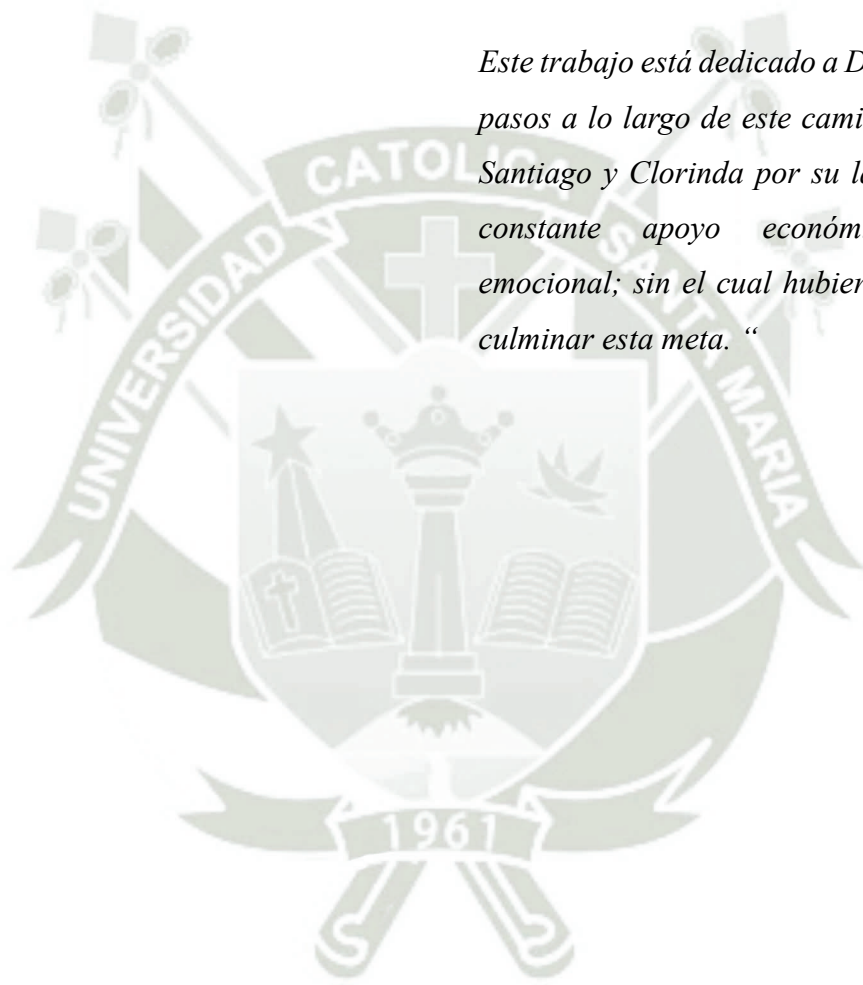 Este trabajo está dedicado a D
pasos a lo largo de este cami
Santiago y Clorinda por su l
constante apoyo económ
emocional; sin el cual hubier
culminar esta meta. “
UNIVERSIDAD CATOLICA SANTA MARIA
1961